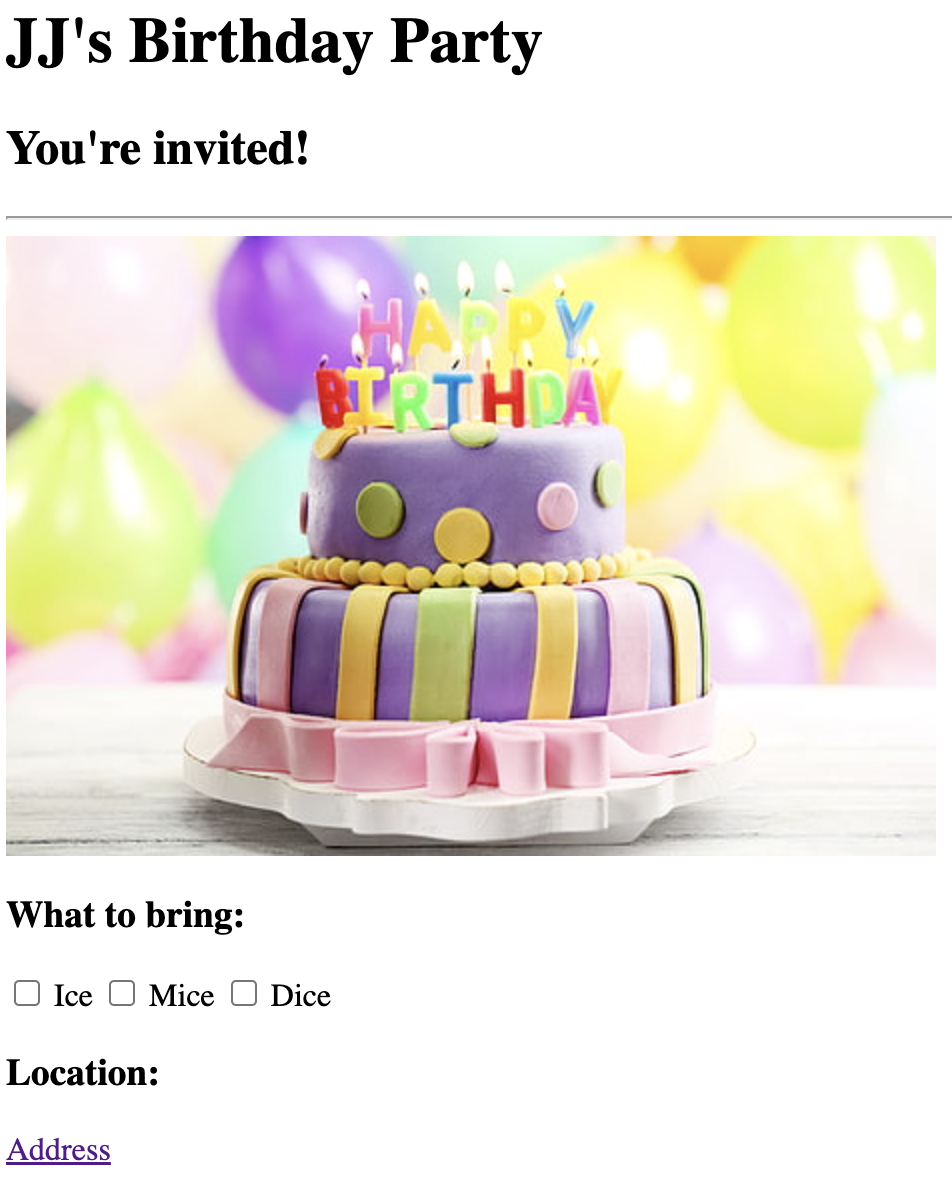 JJ's Birthday Party
You're invited!
HAPPY
BIRTHDAY
What to bring:
Ice Mice Dice
Location:
Address